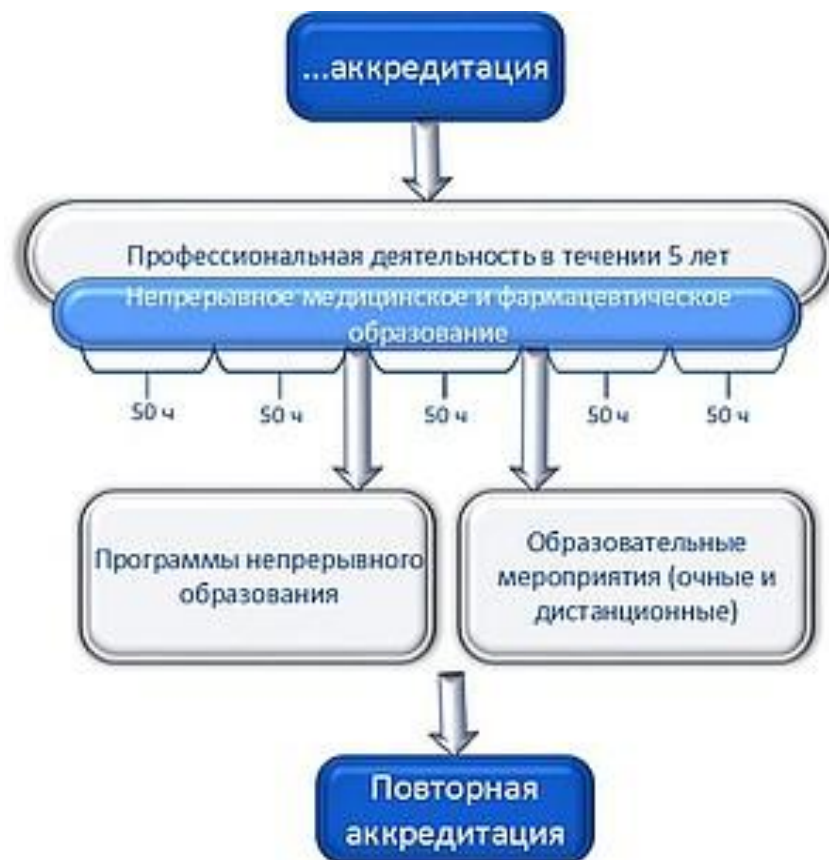 ...аккредитация
Профессиональная деятельность в течении 5 лет
Непрерывное медицинское и фармацевтическое
образование
50 ч
50 ч
50 ч
50 ч
50 ч
Программы непрерывного
образования
Образовательные
мероприятия (очные и
дистанционные)
Повторная
аккредитация